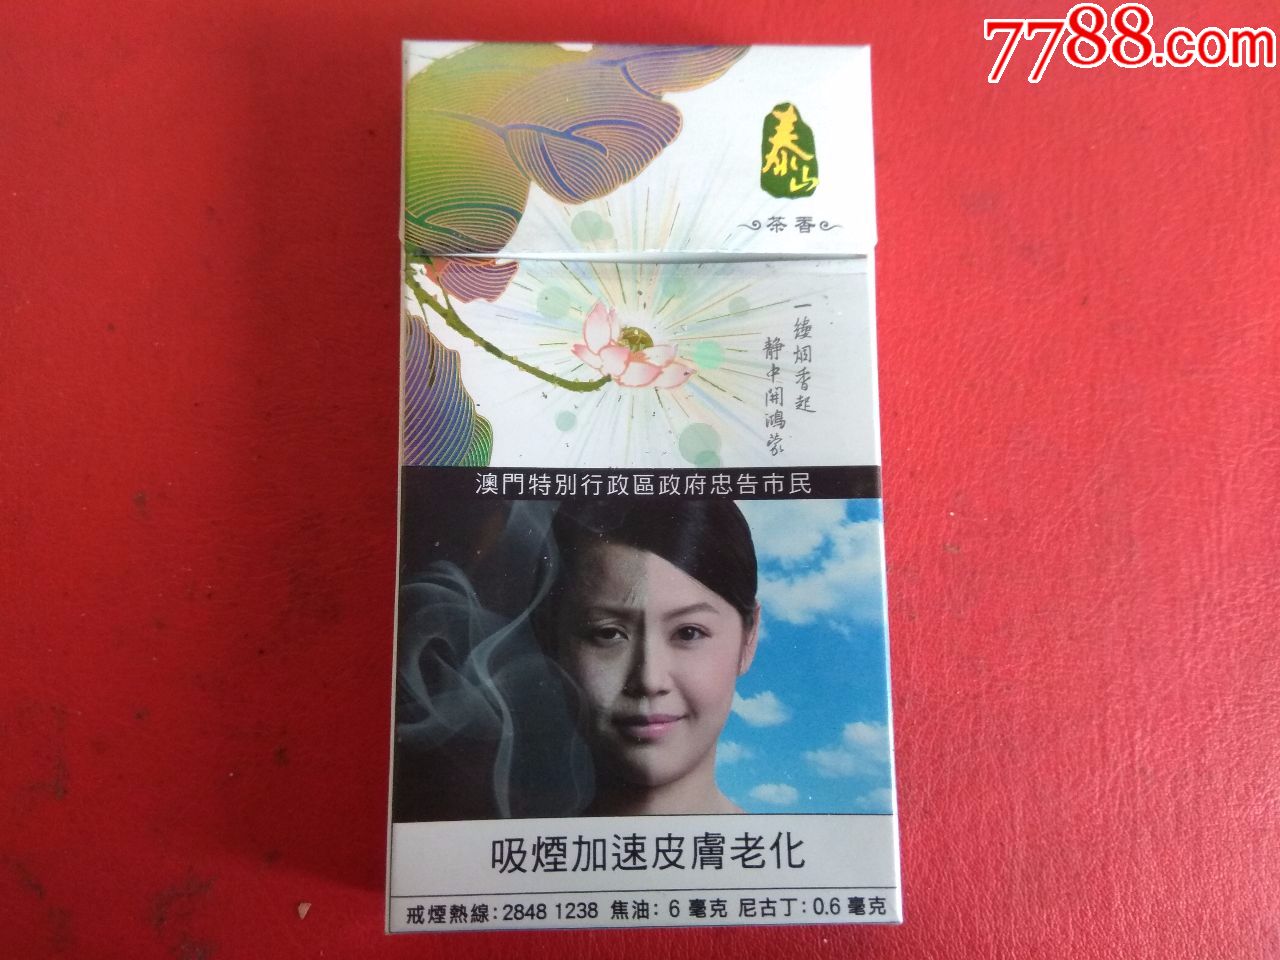 7788.com
泰山
茶香
一缕烟香起
静中開鴻蒙
澳門特別行政區政府忠告市民
吸煙加速皮膚老化
戒煙熱線:2848 1238 焦油: 6 毫克 尼古丁:0.6 毫克